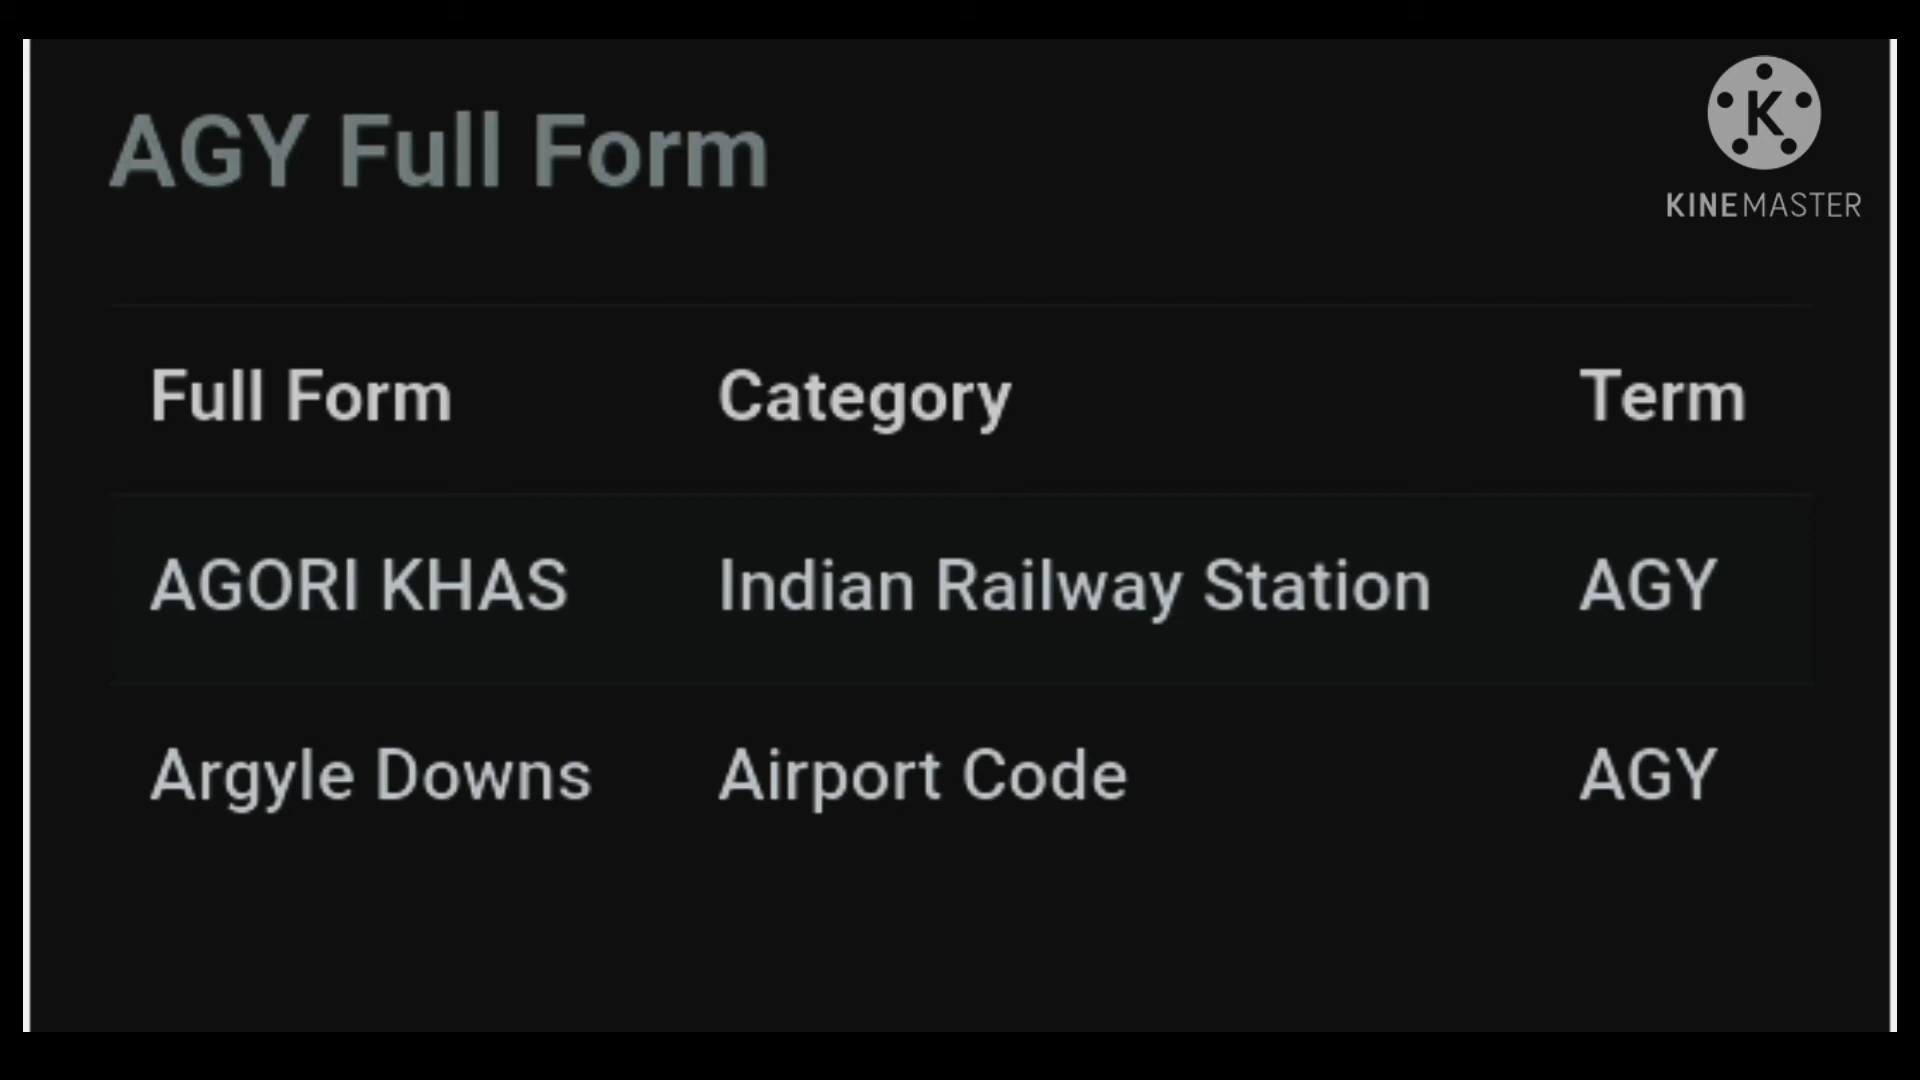 AGY Full Form
K
KINEMASTER
Full Form Category Term
AGORI KHAS Indian Railway Station AGY
Argyle Downs Airport Code AGY